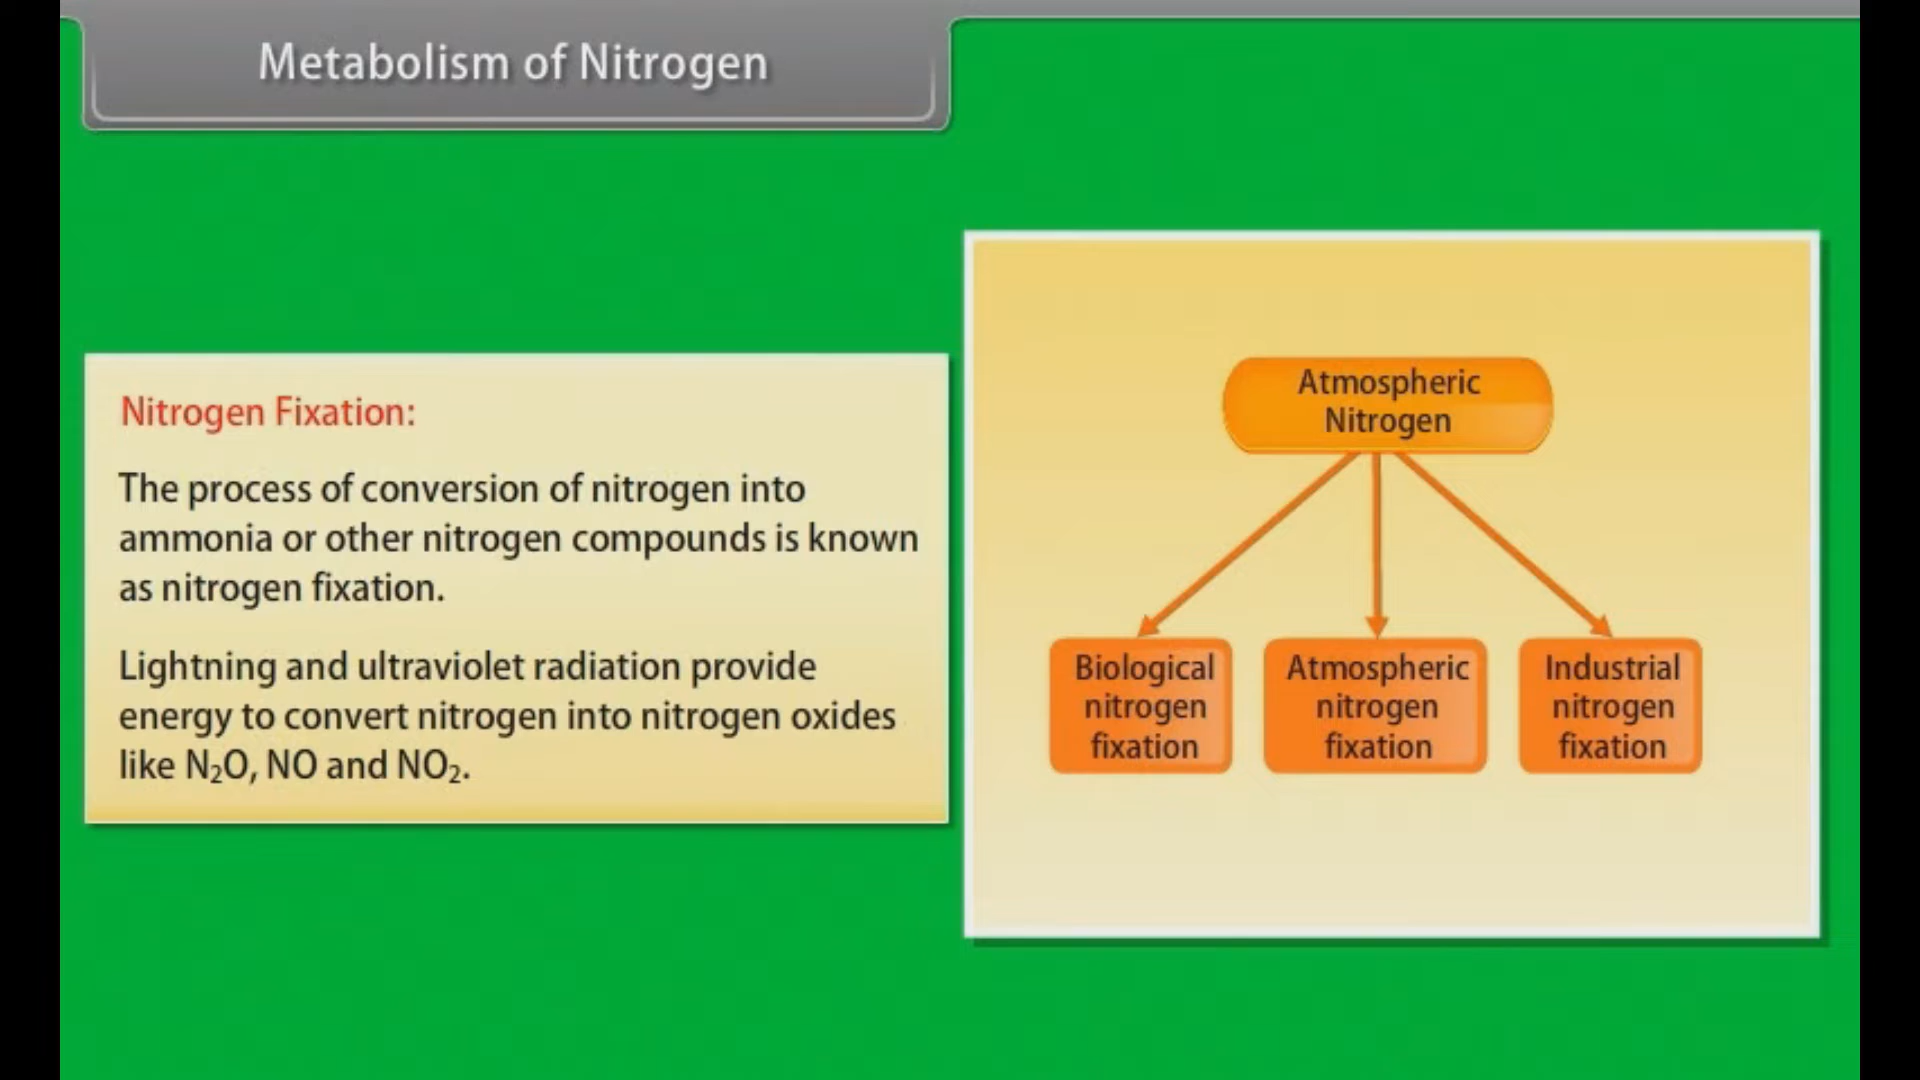 Metabolism of Nitrogen
Nitrogen Fixation:
The process of conversion of nitrogen into
ammonia or other nitrogen compounds is known
as nitrogen fixation.
Lightning and ultraviolet radiation provide
energy to convert nitrogen into nitrogen oxides
like N₂O, NO and NO₂.
Atmospheric
Nitrogen
Biological
nitrogen
fixation
Atmospheric
nitrogen
fixation
Industrial
nitrogen
fixation